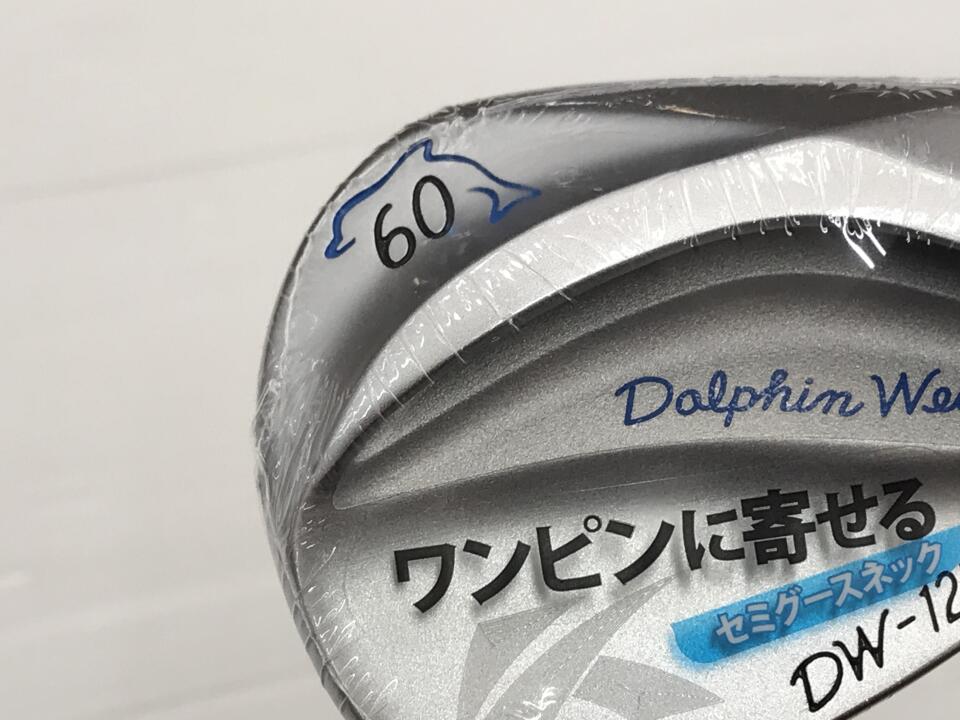 60
Dolphin We
ワンピンに寄せる
セミグースネック
DW-12